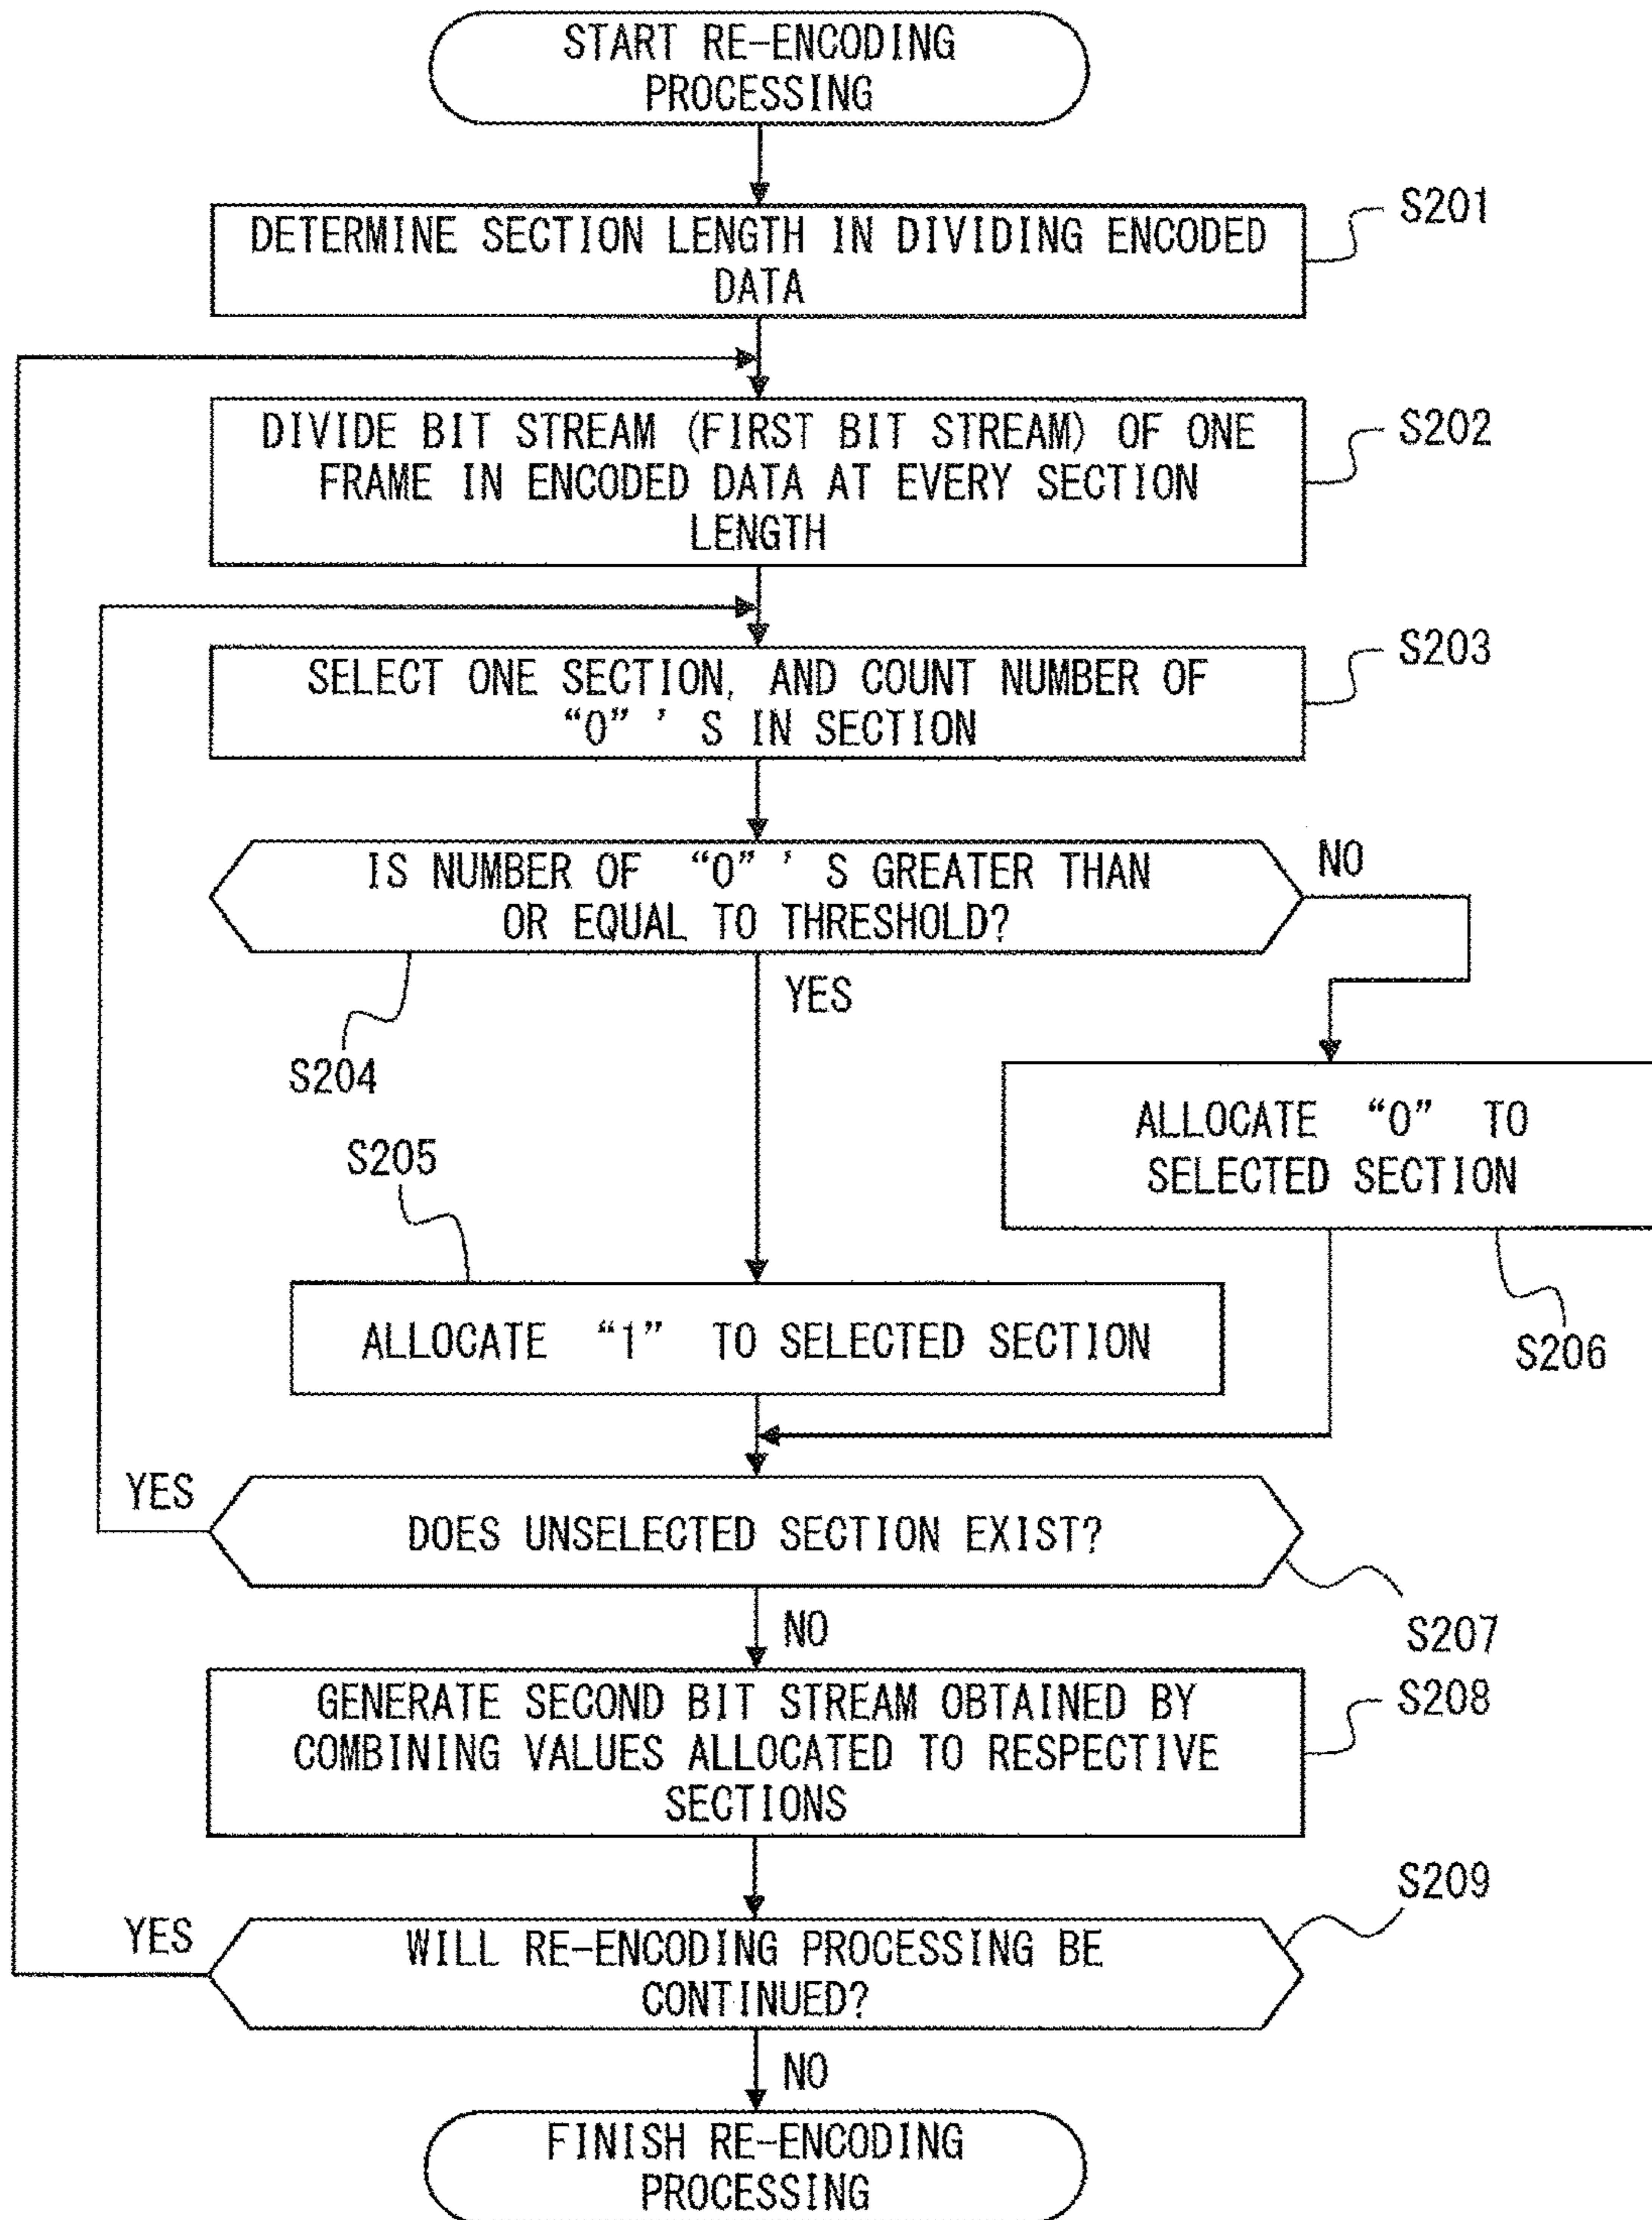 START RE-ENCODING
PROCESSING
S201
DETERMINE SECTION LENGTH IN DIVIDING ENCODED
DATA
S202
DIVIDE BIT STREAM (FIRST BIT STREAM) OF ONE
FRAME IN ENCODED DATA AT EVERY SECTION
LENGTH
S203
SELECT ONE SECTION, AND COUNT NUMBER OF
“0” ’ S IN SECTION
IS NUMBER OF “0” ’ S GREATER THAN
OR EQUAL TO THRESHOLD?
NO
YES
S204
ALLOCATE “0” TO
SELECTED SECTION
S205
ALLOCATE “1” TO SELECTED SECTION
S206
YES
DOES UNSELECTED SECTION EXIST?
NO
S207
GENERATE SECOND BIT STREAM OBTAINED BY
COMBINING VALUES ALLOCATED TO RESPECTIVE
SECTIONS
S208
S209
YES
WILL RE-ENCODING PROCESSING BE
CONTINUED?
NO
FINISH RE-ENCODING
PROCESSING